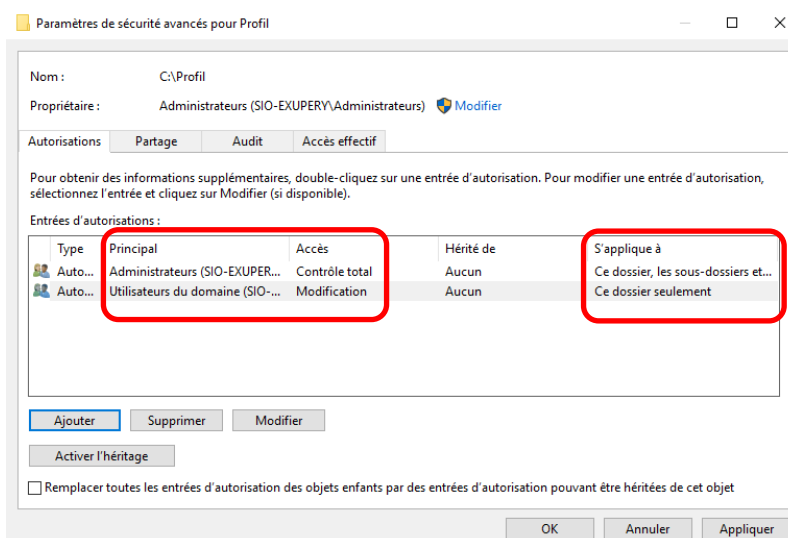 Paramètres de sécurité avancés pour Profil
Nom : C:\Profil
Propriétaire : Administrateurs (SIO-EXUPERY\Administrateurs) Modifier
Autorisations Partage Audit Accès effectif
Pour obtenir des informations supplémentaires, double-cliquez sur une entrée d'autorisation. Pour modifier une entrée d'autorisation,
sélectionnez l'entrée et cliquez sur Modifier (si disponible).
Entrées d'autorisations :
Type Principal Accès Hérité de S'applique à
Auto... Administrateurs (SIO-EXUPER... Contrôle total Aucun Ce dossier, les sous-dossiers et...
Auto... Utilisateurs du domaine (SIO-... Modification Aucun Ce dossier seulement
Ajouter Supprimer Modifier
Activer l'héritage
Remplacer toutes les entrées d'autorisation des objets enfants par des entrées d'autorisation pouvant être héritées de cet objet
OK Annuler Appliquer